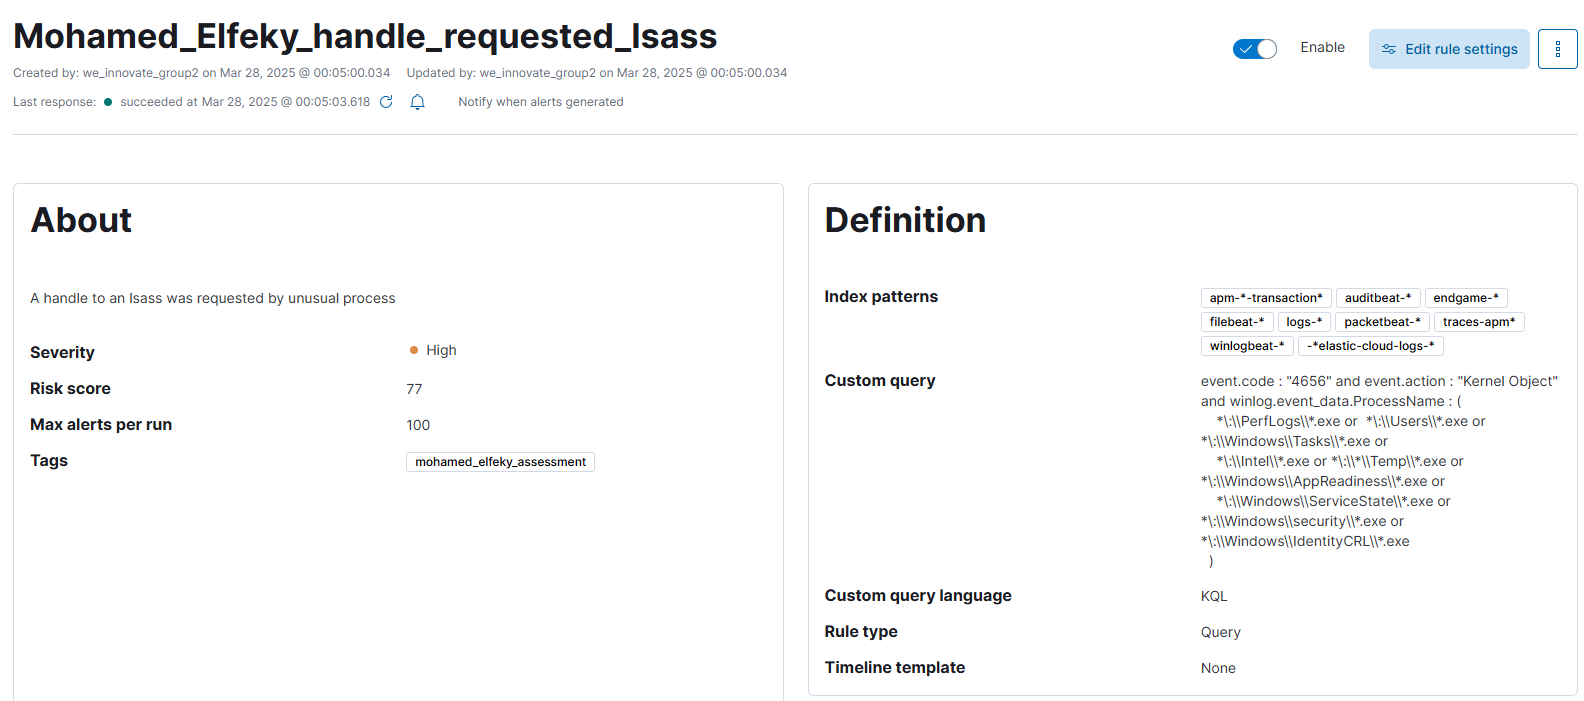 Mohamed_Elfeky_handle_requested_lsass
Enable
Edit rule settings
Created by: we_innovate_group2 on Mar 28, 2025 @ 00:05:00.034 Updated by: we_innovate_group2 on Mar 28, 2025 @ 00:05:00.034
Last response: succeeded at Mar 28, 2025 @ 00:05:03.618 Notify when alerts generated
About
A handle to an lsass was requested by unusual process
Severity High
Risk score 77
Max alerts per run 100
Tags mohamed_elfeky_assessment
Definition
Index patterns apm-*-transaction* auditbeat-* endgame-*
filebeat-* logs-* packetbeat-* traces-apm*
winlogbeat-* -*elastic-cloud-logs-*
Custom query event.code : "4656" and event.action : "Kernel Object"
and winlog.event_data.ProcessName : (
*\:\\PerfLogs\\*.exe or *\:\\Users\\*.exe or
*\:\\Windows\\Tasks\\*.exe or
*\:\\Intel\\*.exe or *\:\\*\\Temp\\*.exe or
*\:\\Windows\\AppReadiness\\*.exe or
*\:\\Windows\\ServiceState\\*.exe or
*\:\\Windows\\security\\*.exe or
*\:\\Windows\\IdentityCRL\\*.exe
)
Custom query language KQL
Rule type Query
Timeline template None